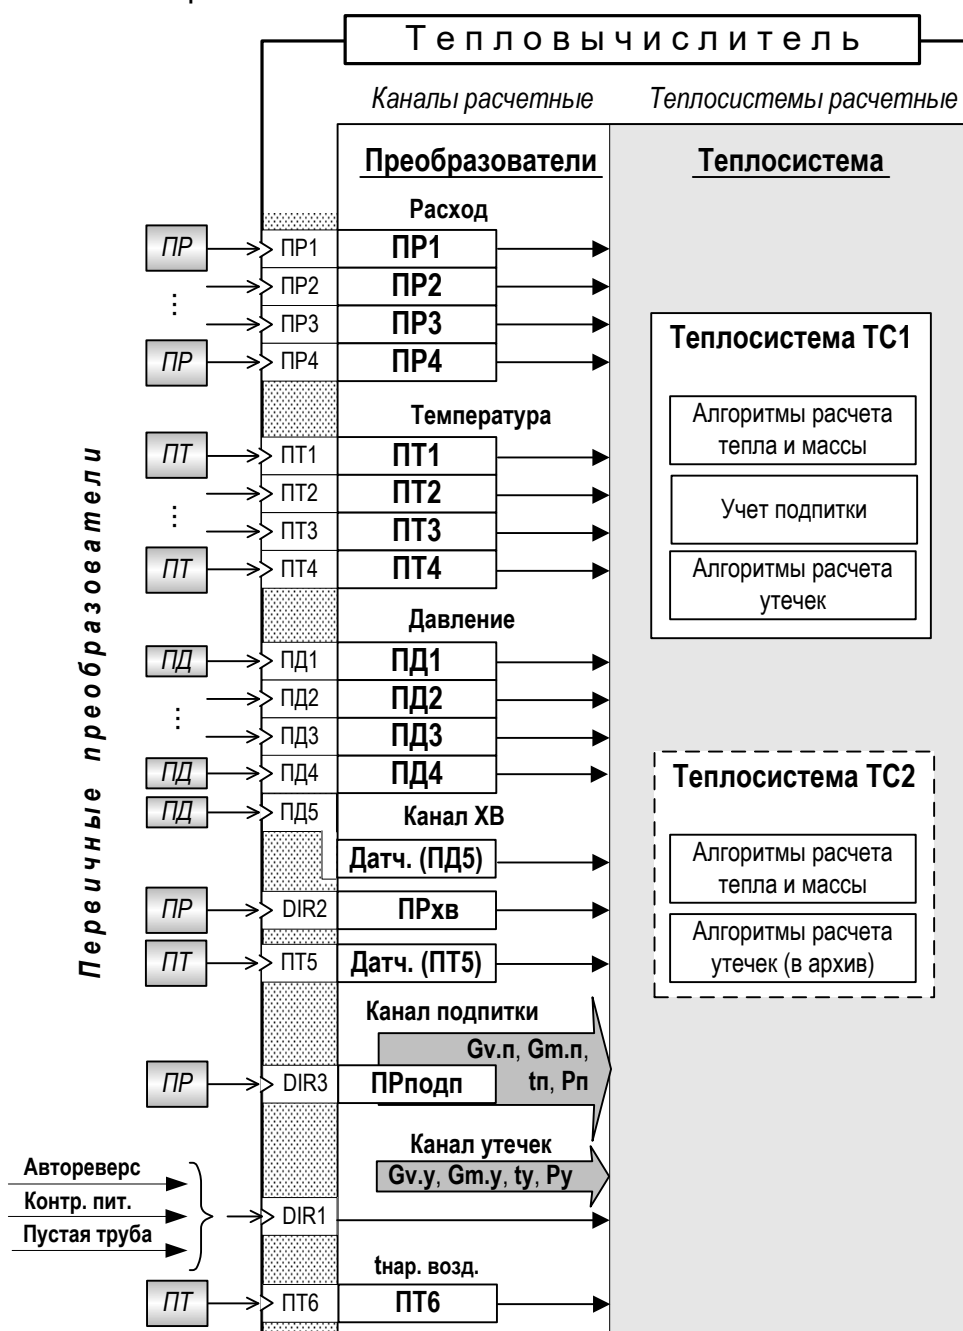 Тепловычислитель
Каналы расчетные
Теплосистемы расчетные
Преобразователи
Теплосистема
Расход
ПР
ПР1
ПР1
ПР2
ПР2
...
ПР3
ПР3
ПР
ПР4
ПР4
Теплосистема ТС1
Алгоритмы расчета
тепла и массы
Учет подпитки
Алгоритмы расчета
утечек
Температура
ПТ
ПТ1
ПТ1
ПТ2
ПТ2
...
ПТ3
ПТ3
ПТ
ПТ4
ПТ4
Первичные преобразователи
Давление
ПД
ПД1
ПД1
ПД2
ПД2
...
ПД3
ПД3
ПД
ПД4
ПД4
ПД
ПД5
Теплосистема ТС2
Алгоритмы расчета
тепла и массы
Алгоритмы расчета
утечек (в архив)
Канал ХВ
Датч. (ПД5)
ПР
DIR2
ПРхв
ПТ
ПТ5
Датч. (ПТ5)
Канал подпитки
Gv.п, Gm.п,
tп, Рп
ПР
DIR3
ПРподп
Канал утечек
Gv.у, Gm.у, tу, Ру
Автореверс
Контр. пит.
Пустая труба
DIR1
tнар. возд.
ПТ
ПТ6
ПТ6